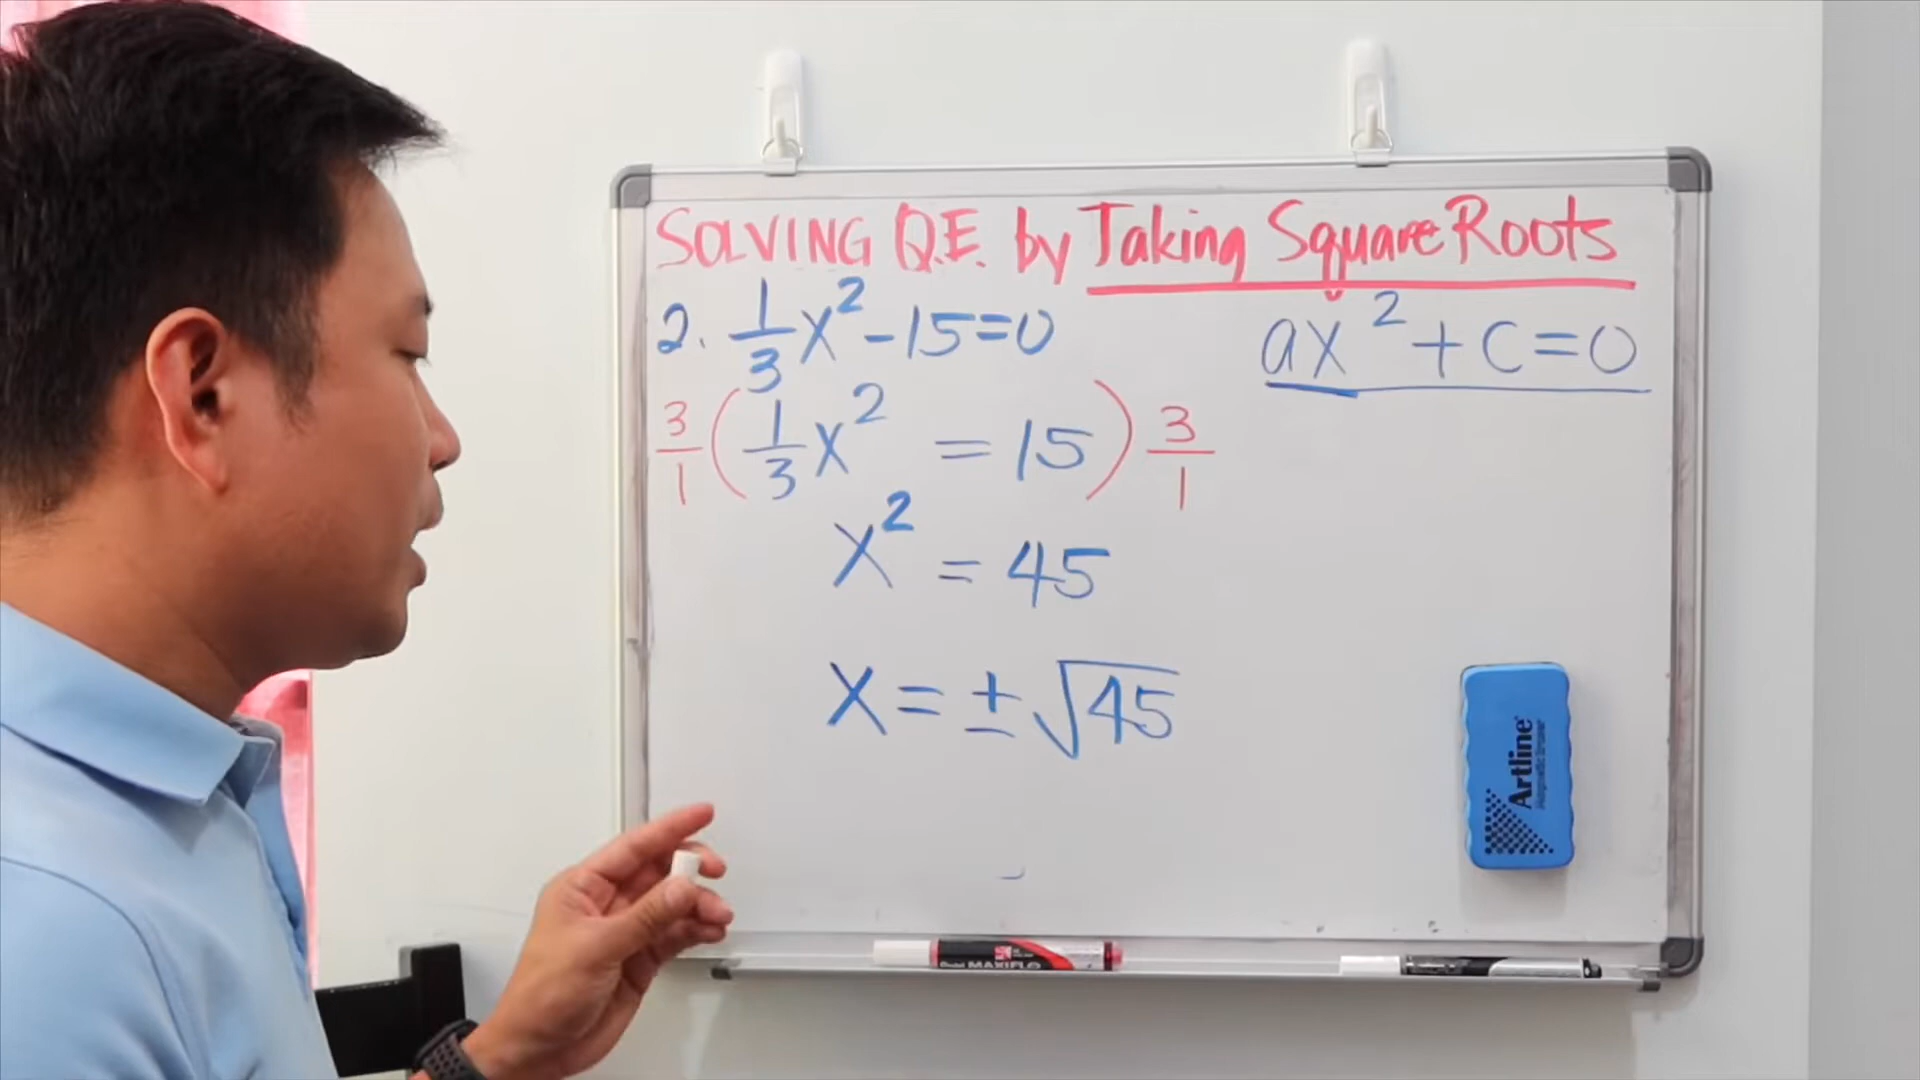 SOLVING Q.E. by Taking Square Roots
2. 1/3 x² - 15 = 0
ax² + c = 0
3/1 ( 1/3 x² = 15 ) 3/1
x² = 45
x = ± √45
Artline
MAXIFLO